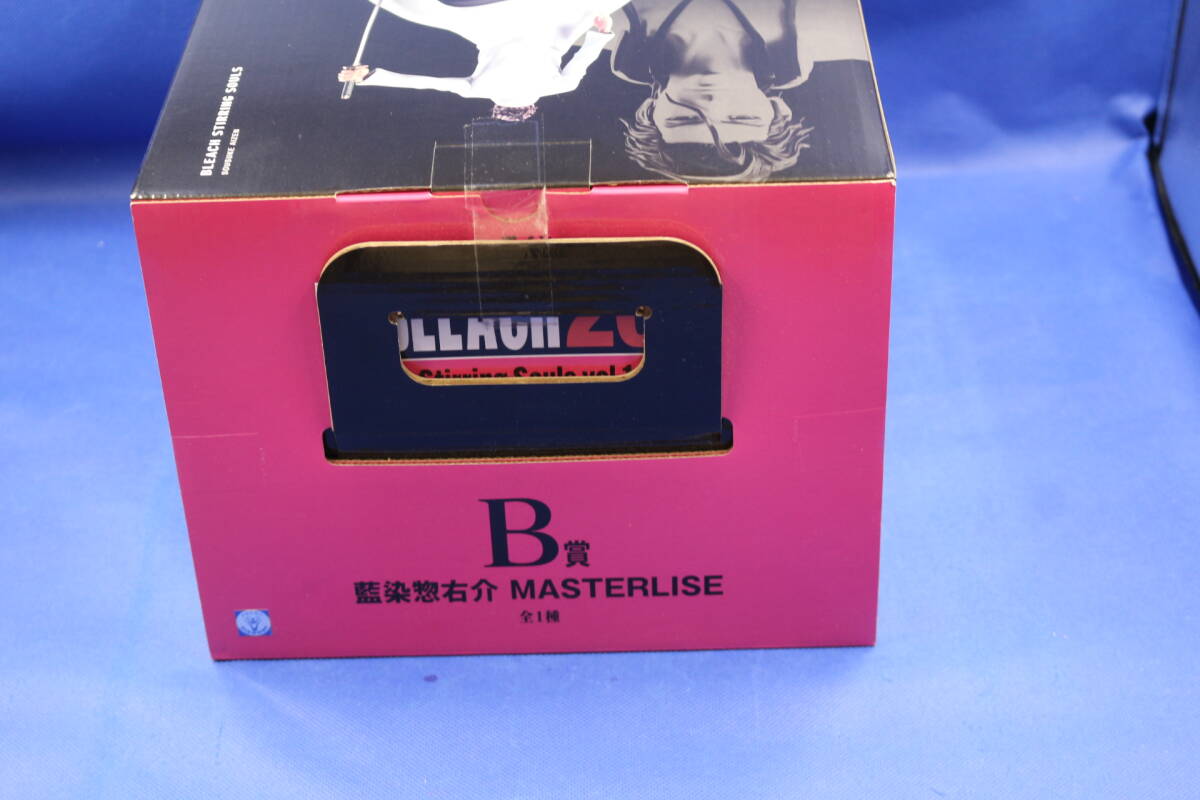 BLEACH STIRRING SOULS
SOUSUKE AIZEN
BLEACH 20
Stirring Souls vol.1
B賞
藍染惣右介 MASTERLISE
全1種